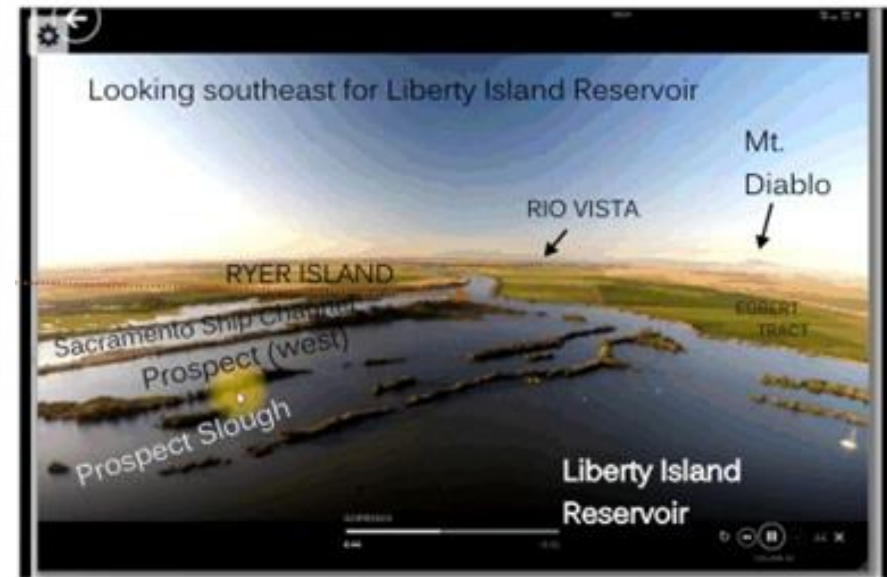 Looking southeast for Liberty Island Reservoir
Mt.
Diablo
RIO VISTA
RYER ISLAND
Sacramento Ship Channel
EGBERT
TRACT
Prospect (west)
Prospect Slough
Liberty Island
Reservoir